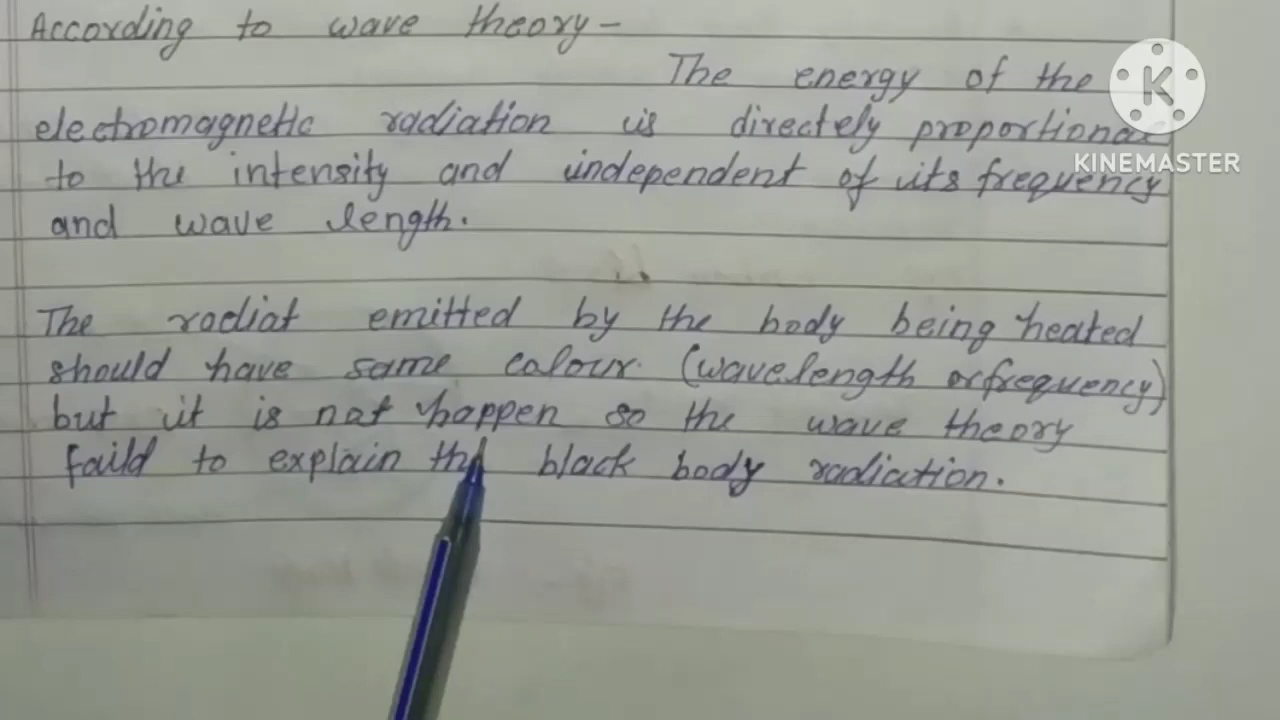 According to wave theory -
The energy of the
electromagnetic radiation is directely proportional
to the intensity and independent of its frequency
and wave length.
The radiat emitted by the body being heated
should have same colour. (wavelength or frequency)
but it is not happen so the wave theory
faild to explain the black body radiation.
K
KINEMASTER